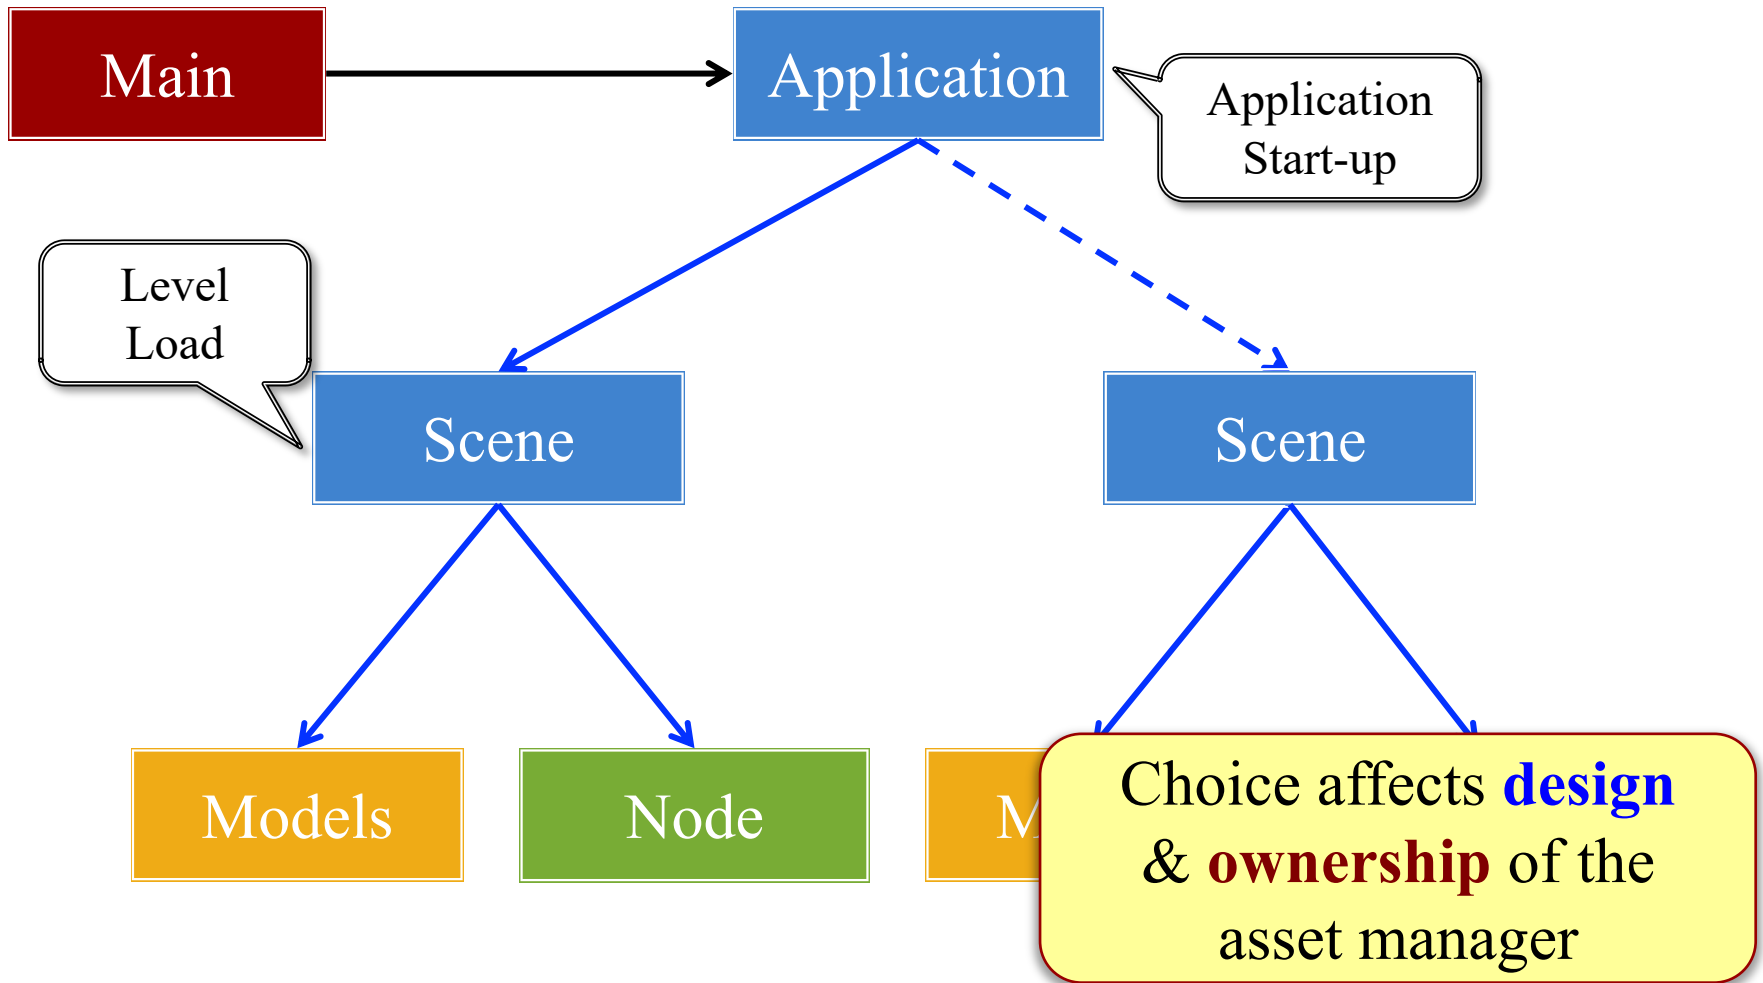 Main
Application
Application
Start-up
Level
Load
Scene
Scene
Models
Node
Choice affects design
& ownership of the
asset manager